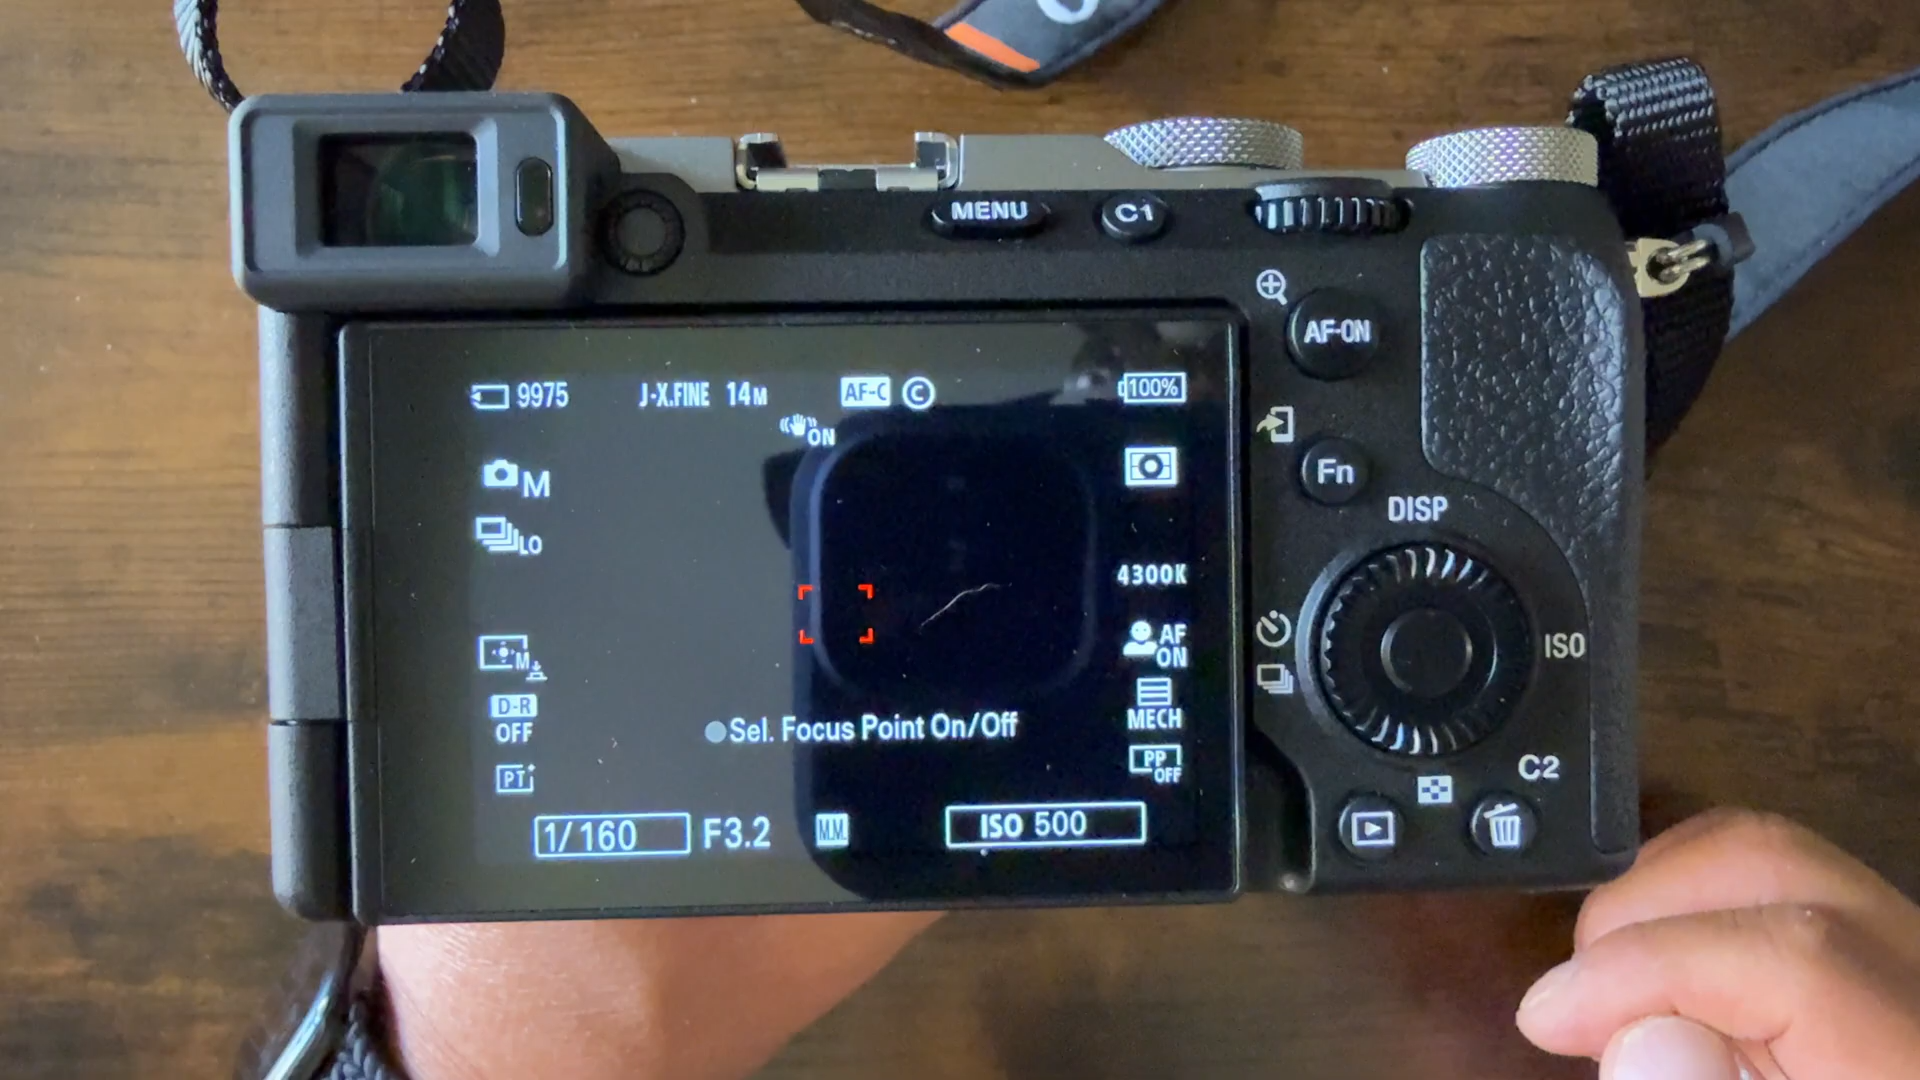 MENU
C1
AF-ON
9975
J-X.FINE 14M
AF-C C
100%
ON
M
Fn
DISP
LO
4300K
AF
ON
M
ISO
D-R
OFF
Sel. Focus Point On/Off
MECH
PT
PP
OFF
C2
1/160
F3.2
M.M.
ISO 500